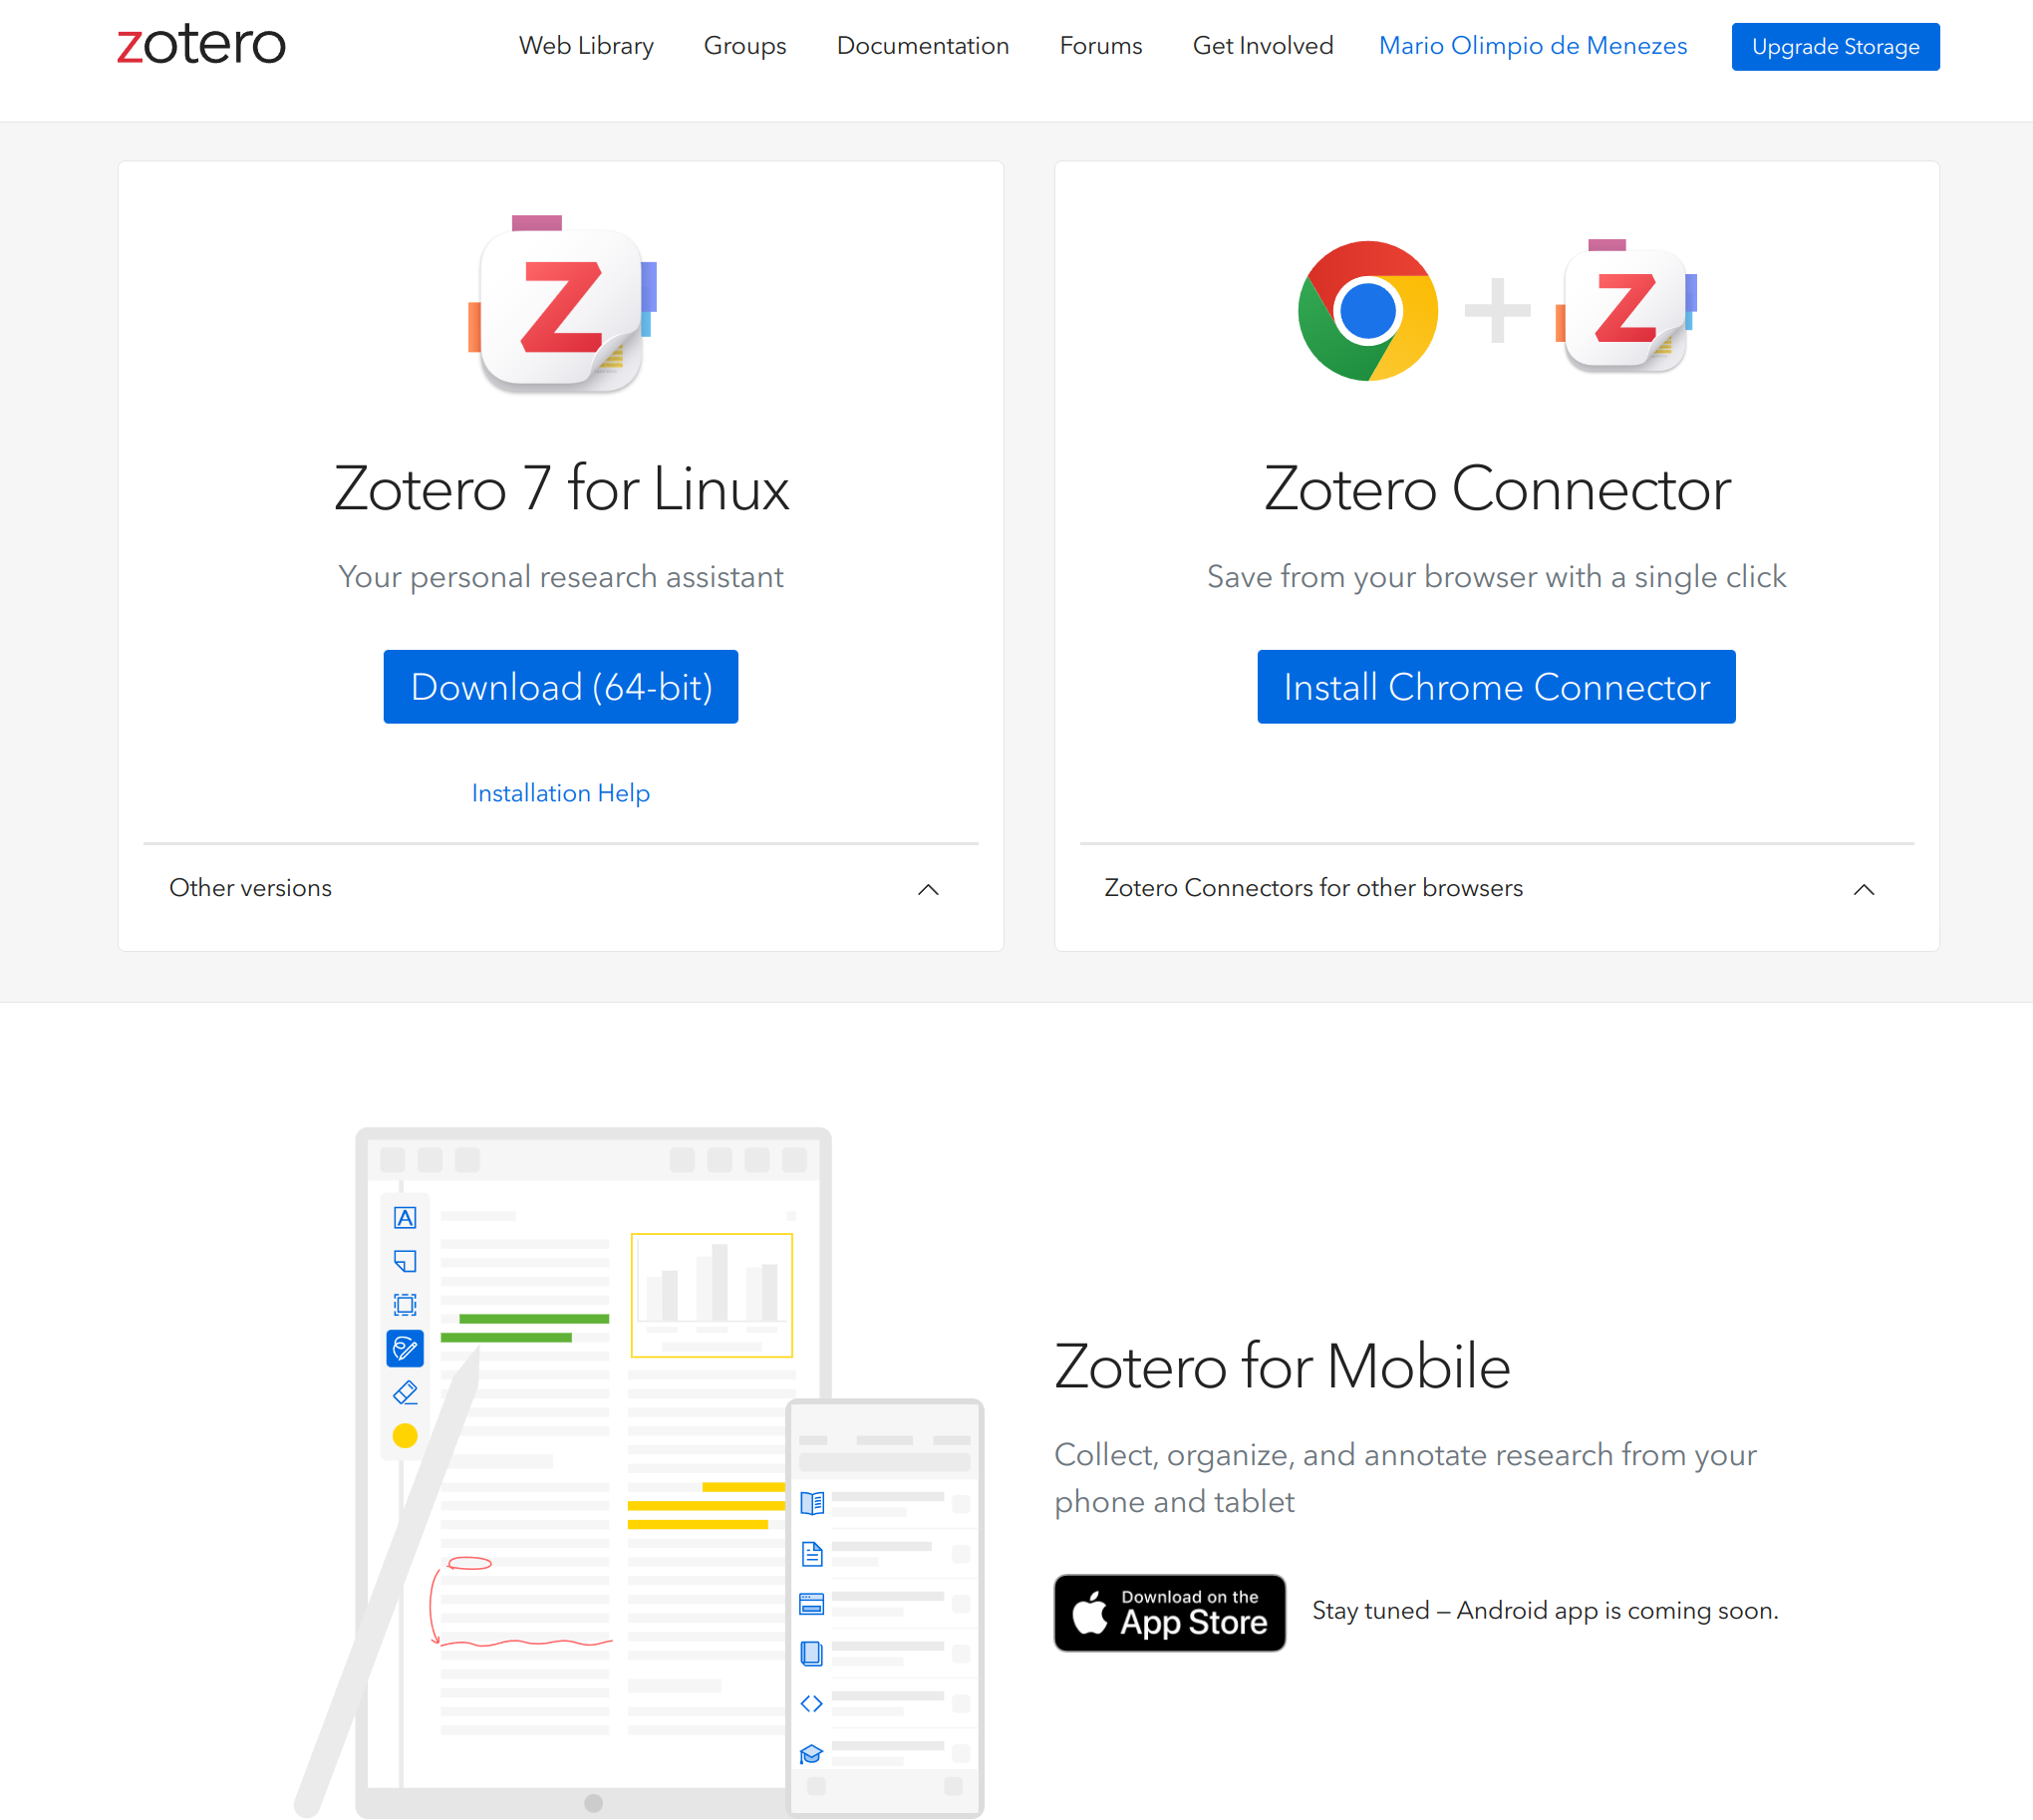 zotero
Web Library
Groups
Documentation
Forums
Get Involved
Mario Olimpio de Menezes
Upgrade Storage
Z
Zotero 7 for Linux
Your personal research assistant
Download (64-bit)
Installation Help
Other versions
Z
Zotero Connector
Save from your browser with a single click
Install Chrome Connector
Zotero Connectors for other browsers
A
Zotero for Mobile
Collect, organize, and annotate research from your
phone and tablet
Download on the
App Store
Stay tuned – Android app is coming soon.